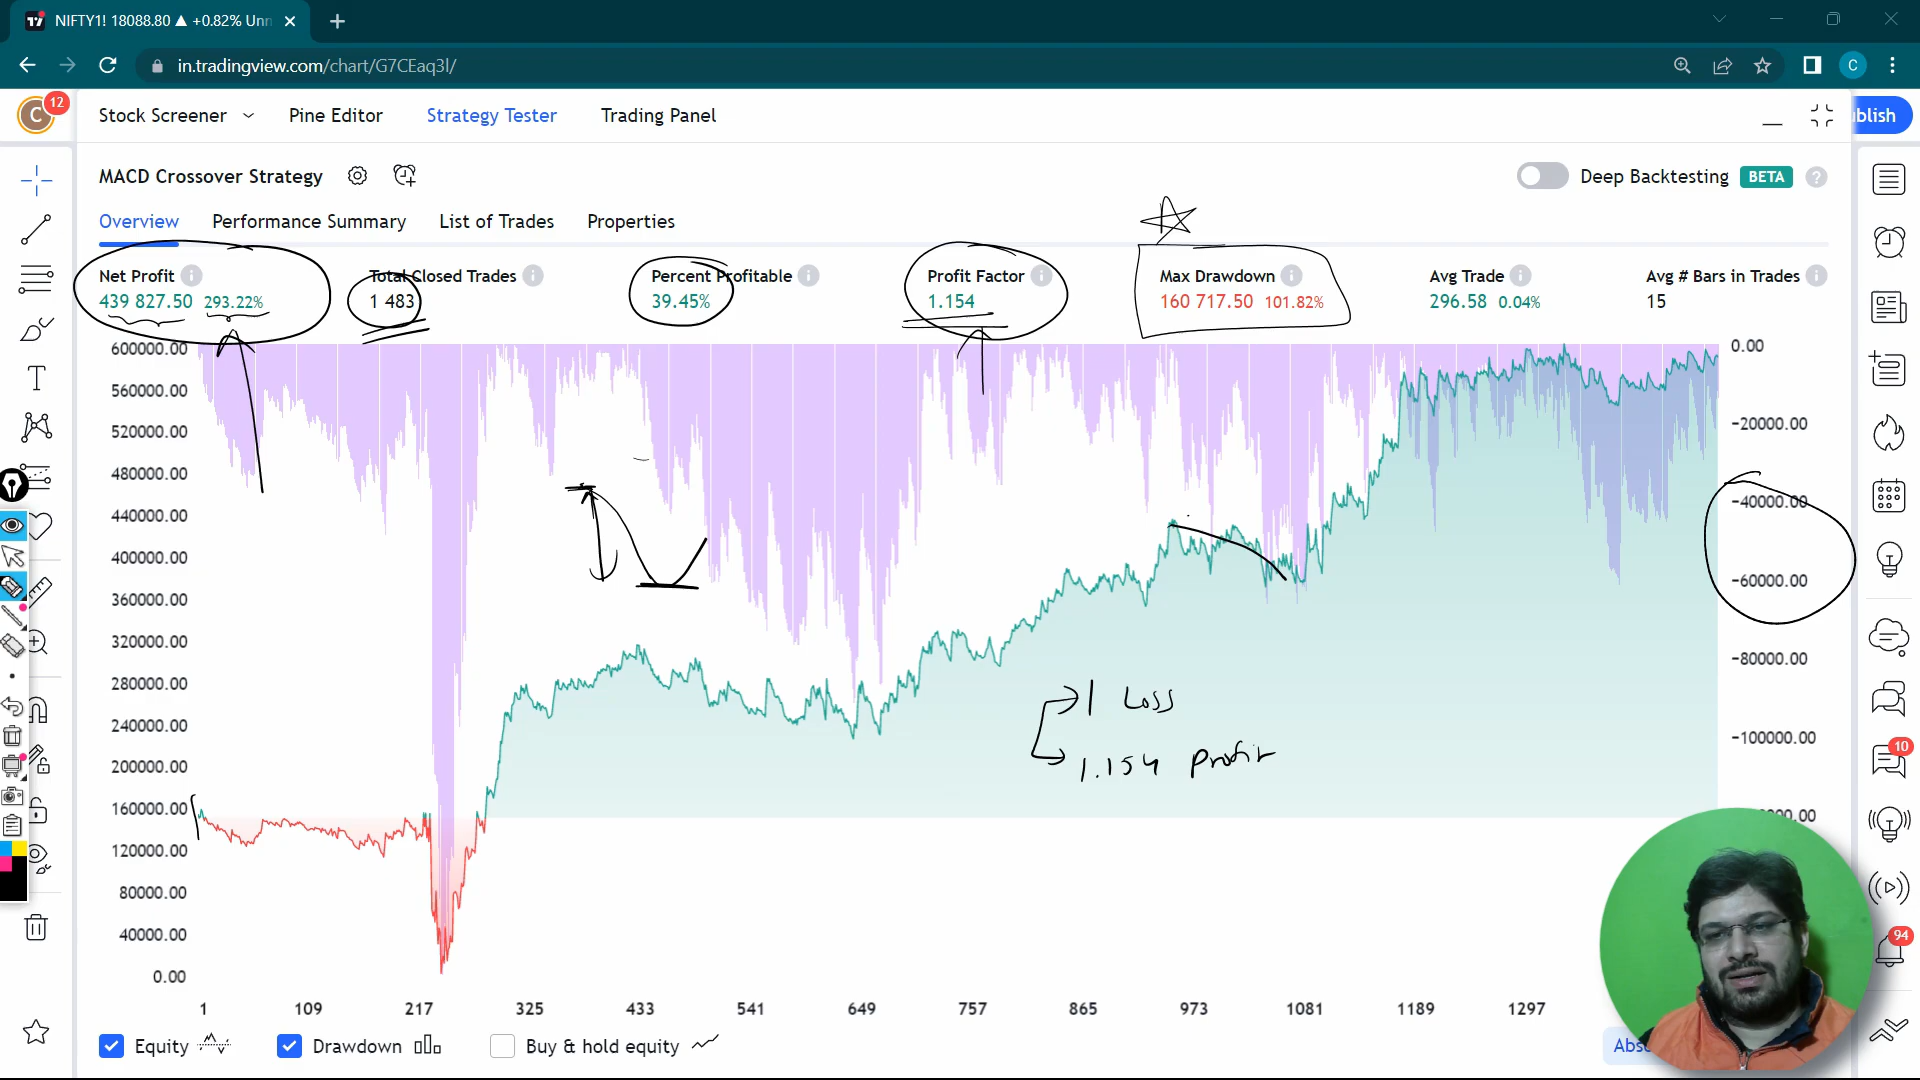 NIFTY1! 18088.80 ▲ +0.82% Unn
in.tradingview.com/chart/G7CEaq3l/
C 12 Stock Screener Pine Editor Strategy Tester Trading Panel blish
MACD Crossover Strategy Deep Backtesting BETA
Overview Performance Summary List of Trades Properties
Net Profit Total Closed Trades Percent Profitable Profit Factor Max Drawdown Avg Trade Avg # Bars in Trades
439 827.50 293.22% 1 483 39.45% 1.154 160 717.50 101.82% 296.58 0.04% 15
600000.00 0.00
560000.00
520000.00 −20000.00
480000.00
440000.00 −40000.00
400000.00
360000.00 −60000.00
320000.00
280000.00 −80000.00
240000.00
200000.00 −100000.00
160000.00
120000.00
80000.00
40000.00
0.00
1 Loss
1.154 Profit
1 109 217 325 433 541 649 757 865 973 1081 1189 1297
Equity Drawdown Buy & hold equity
10
94
C